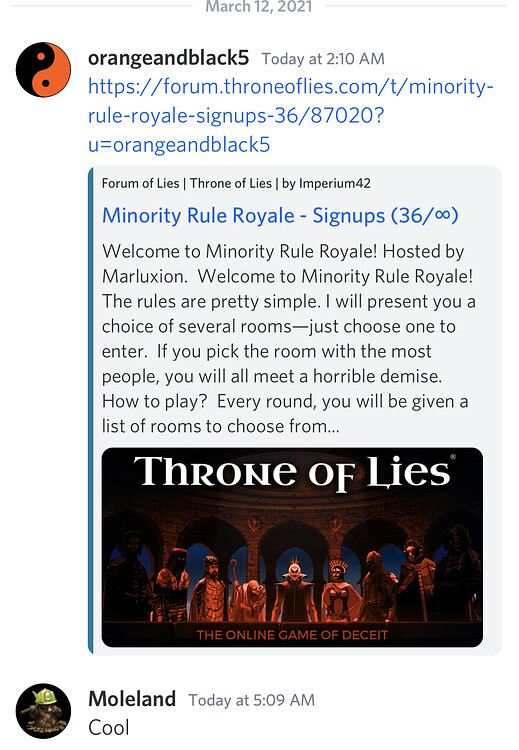 March 12, 2021
orangeandblack5 Today at 2:10 AM
https://forum.throneoflies.com/t/minority-
rule-royale-signups-36/87020?
u=orangeandblack5
Forum of Lies | Throne of Lies | by Imperium42
Minority Rule Royale - Signups (36/∞)
Welcome to Minority Rule Royale! Hosted by
Marluxion.  Welcome to Minority Rule Royale!
The rules are pretty simple. I will present you a
choice of several rooms—just choose one to
enter.  If you pick the room with the most
people, you will all meet a horrible demise.
How to play?  Every round, you will be given a
list of rooms to choose from...
THRONE OF LIES®
THE ONLINE GAME OF DECEIT
Moleland Today at 5:09 AM
Cool